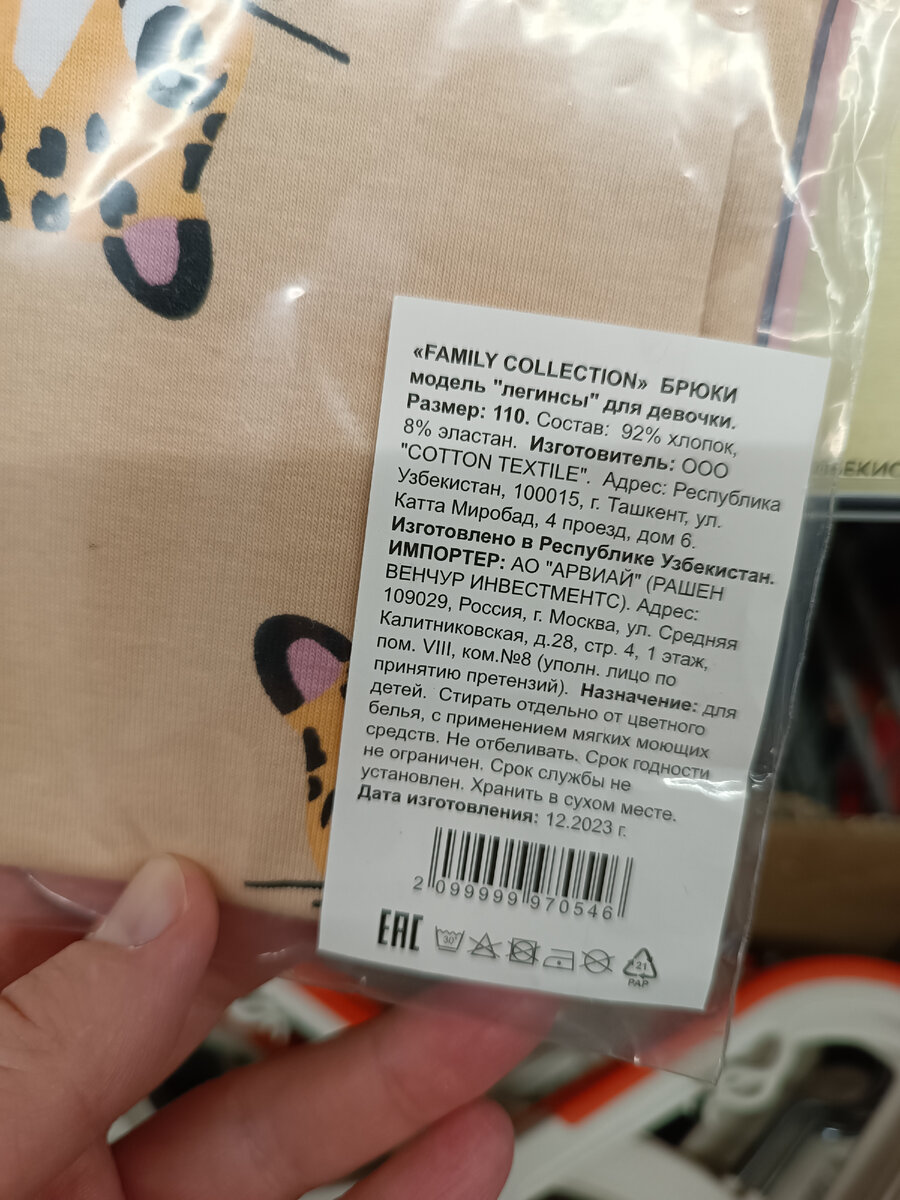 «FAMILY COLLECTION» БРЮКИ
модель "легинсы" для девочки.
Размер: 110. Состав: 92% хлопок,
8% эластан. Изготовитель: ООО
"COTTON TEXTILE". Адрес: Республика
Узбекистан, 100015, г. Ташкент, ул.
Катта Миробад, 4 проезд, дом 6.
Изготовлено в Республике Узбекистан.
ИМПОРТЕР: АО "АРВИАЙ" (РАШЕН
ВЕНЧУР ИНВЕСТМЕНТС). Адрес:
109029, Россия, г. Москва, ул. Средняя
Калитниковская, д.28, стр. 4, 1 этаж,
пом. VIII, ком.№8 (уполн. лицо по
принятию претензий). Назначение: для
детей. Стирать отдельно от цветного
белья, с применением мягких моющих
средств. Не отбеливать. Срок годности
не ограничен. Срок службы не
установлен. Хранить в сухом месте.
Дата изготовления: 12.2023 г.
2 099999 970546
EAC 30° 21
PAP